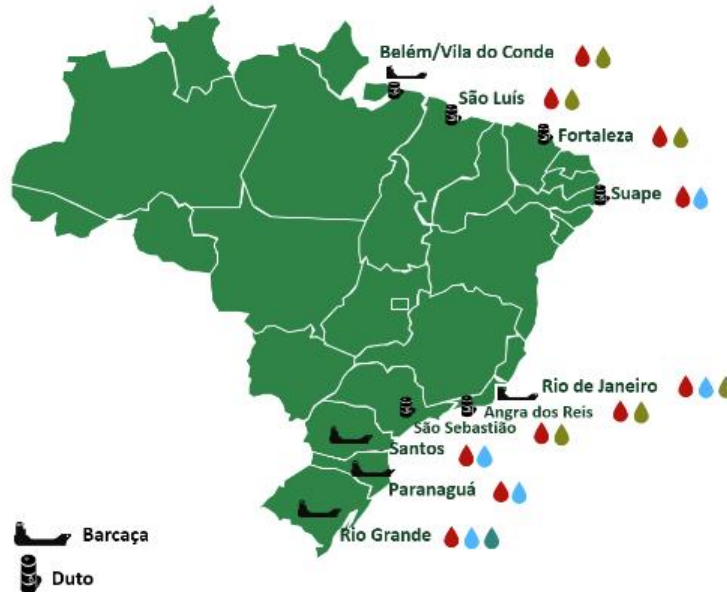 Belém/Vila do Conde
São Luís
Fortaleza
Suape
Rio de Janeiro
Angra dos Reis
São Sebastião
Santos
Paranaguá
Rio Grande
Barcaça
Duto